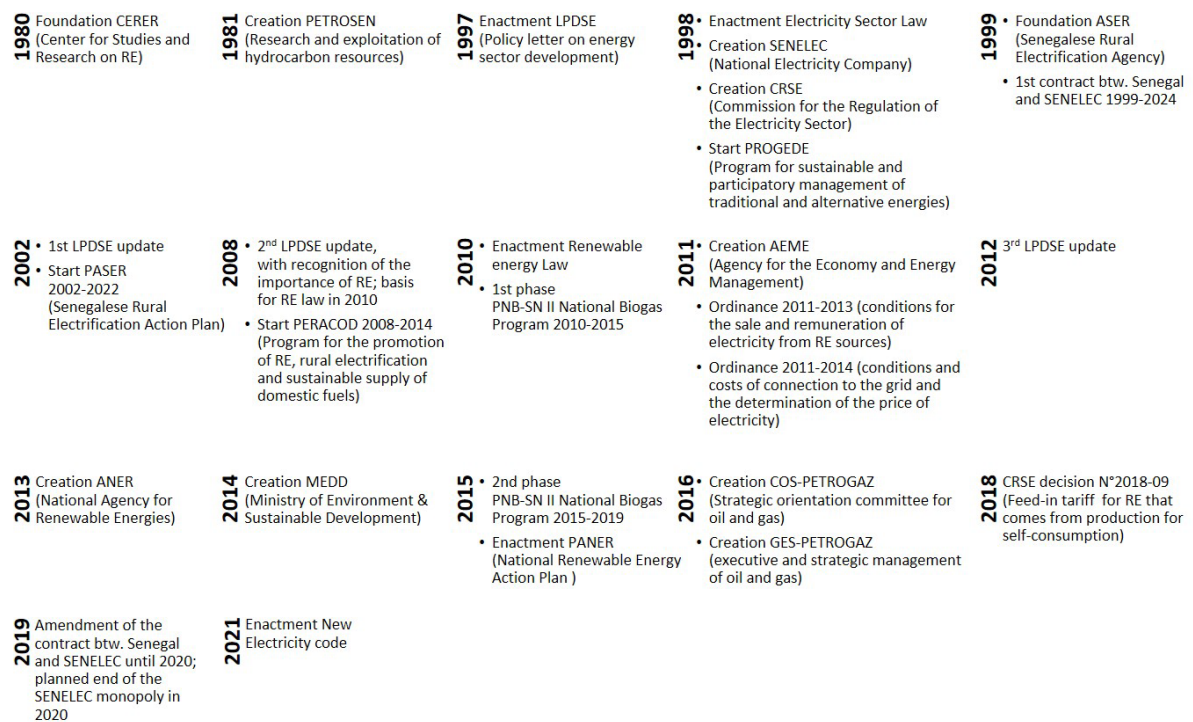 1980
Foundation CERER
(Center for Studies and
Research on RE)
1981
Creation PETROSEN
(Research and exploitation of
hydrocarbon resources)
1997
Enactment LPDSE
(Policy letter on energy
sector development)
1998
• Enactment Electricity Sector Law
• Creation SENELEC
(National Electricity Company)
• Creation CRSE
(Commission for the Regulation of
the Electricity Sector)
• Start PROGEDE
(Program for sustainable and
participatory management of
traditional and alternative energies)
1999
• Foundation ASER
(Senegalese Rural
Electrification Agency)
• 1st contract btw. Senegal
and SENELEC 1999-2024
2002
• 1st LPDSE update
• Start PASER
2002-2022
(Senegalese Rural
Electrification Action Plan)
2008
• 2nd LPDSE update,
with recognition of the
importance of RE; basis
for RE law in 2010
• Start PERACOD 2008-2014
(Program for the promotion
of RE, rural electrification
and sustainable supply of
domestic fuels)
2010
• Enactment Renewable
energy Law
• 1st phase
PNB-SN II National Biogas
Program 2010-2015
2011
• Creation AEME
(Agency for the Economy and Energy
Management)
• Ordinance 2011-2013 (conditions for
the sale and remuneration of
electricity from RE sources)
• Ordinance 2011-2014 (conditions and
costs of connection to the grid and
the determination of the price of
electricity)
2012
3rd LPDSE update
2013
Creation ANER
(National Agency for
Renewable Energies)
2014
Creation MEDD
(Ministry of Environment &
Sustainable Development)
2015
• 2nd phase
PNB-SN II National Biogas
Program 2015-2019
• Enactment PANER
(National Renewable Energy
Action Plan )
2016
• Creation COS-PETROGAZ
(Strategic orientation committee for
oil and gas)
• Creation GES-PETROGAZ
(executive and strategic management
of oil and gas)
2018
CRSE decision N°2018-09
(Feed-in tariff for RE that
comes from production for
self-consumption)
2019
Amendment of the
contract btw. Senegal
and SENELEC until 2020;
planned end of the
SENELEC monopoly in
2020
2021
Enactment New
Electricity code